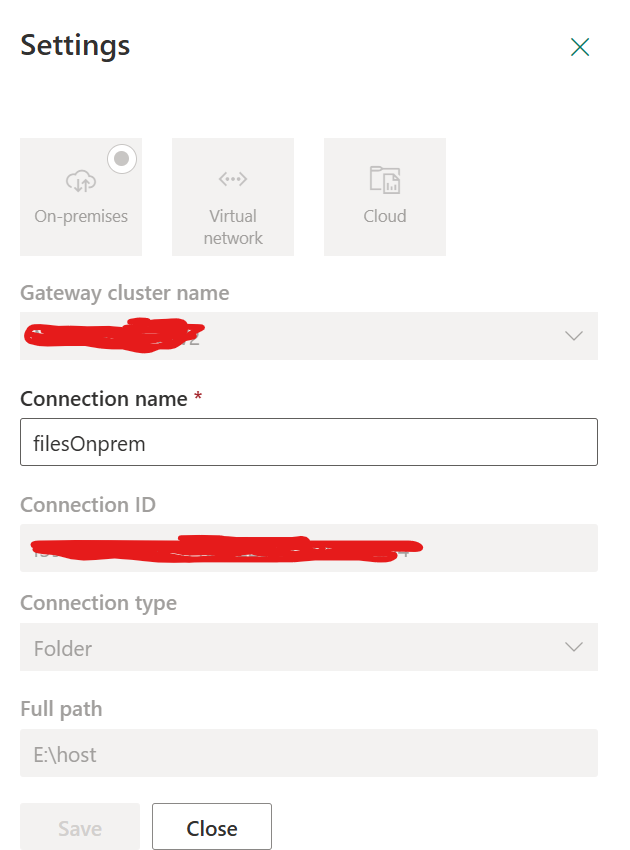 Settings
On-premises
Virtual
network
Cloud
Gateway cluster name
Connection name *
filesOnprem
Connection ID
Connection type
Folder
Full path
E:\host
Save
Close